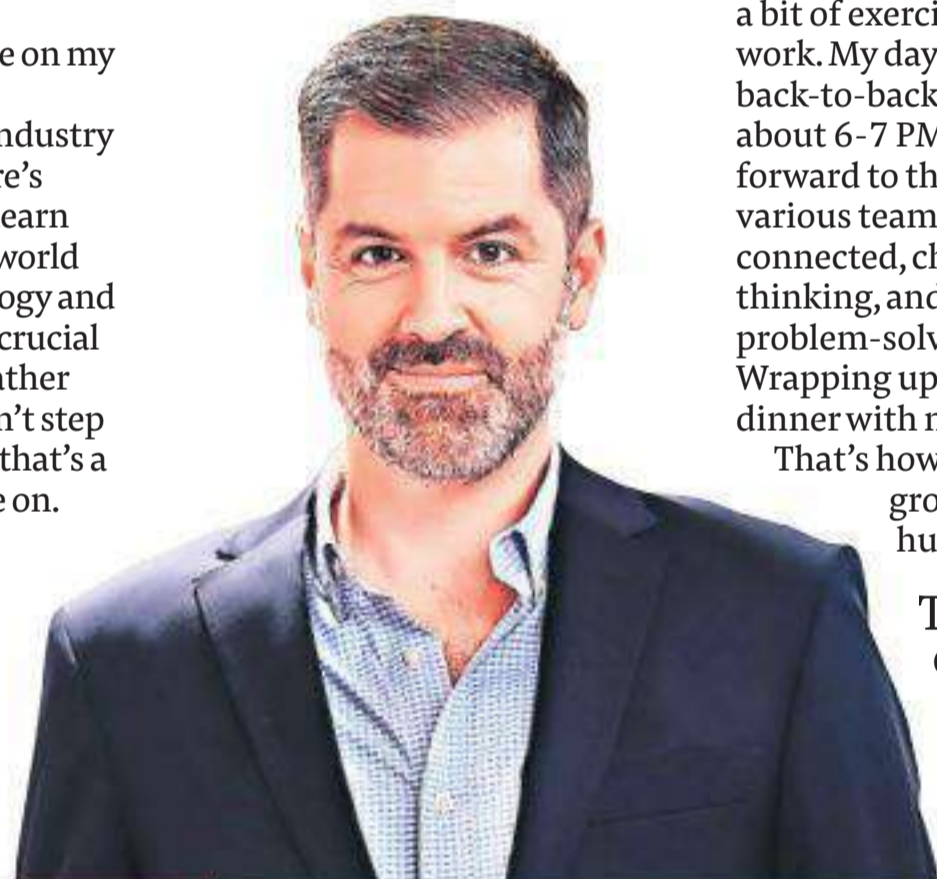 e on my
ndustry
re’s
earn
world
ogy and
crucial
ather
n’t step
that’s a
e on.
a bit of exerci
work. My day
back-to-back
about 6-7 PM
forward to th
various team
connected, ch
thinking, and
problem-solv
Wrapping up
dinner with n
That’s how
gro
hu
T